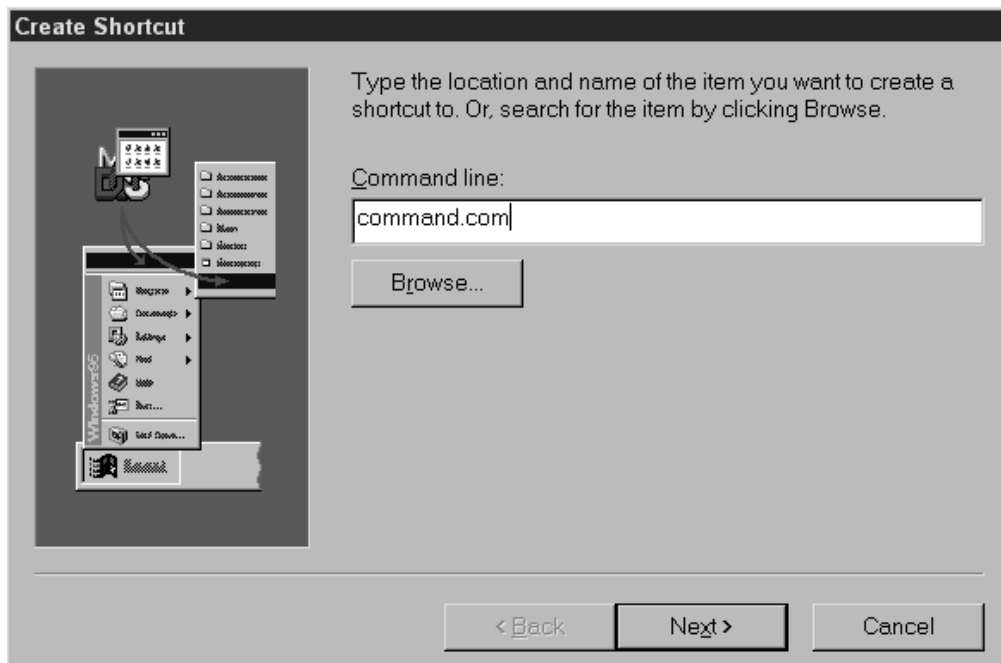 Create Shortcut
Type the location and name of the item you want to create a
shortcut to. Or, search for the item by clicking Browse.
Command line:
command.com
Browse...
Windows95
< Back
Next >
Cancel